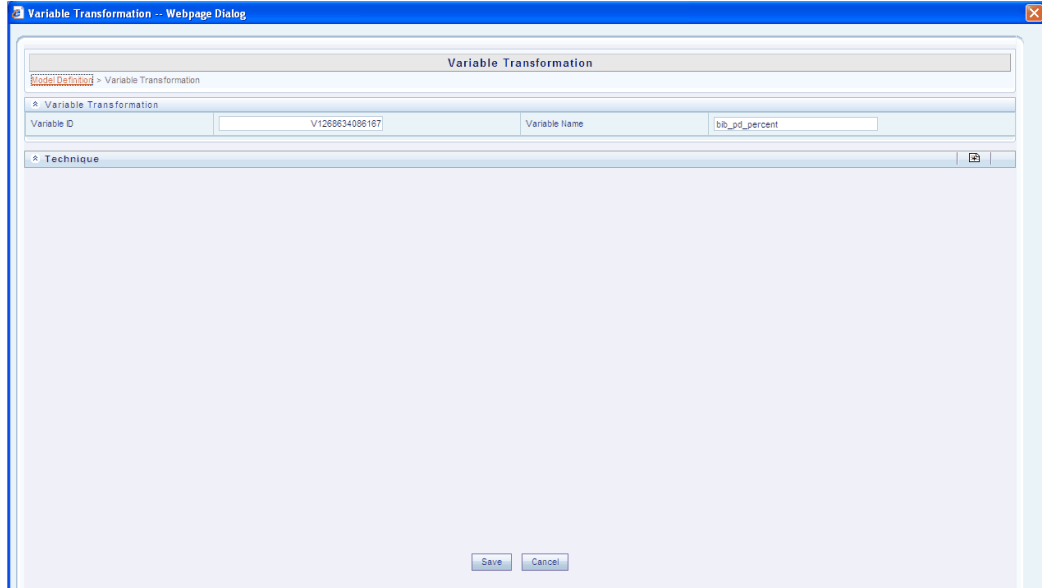 Variable Transformation -- Webpage Dialog
Variable Transformation
Model Definition > Variable Transformation
Variable Transformation
Variable ID V1268634086167 Variable Name bib_pd_percent
Technique
Save Cancel